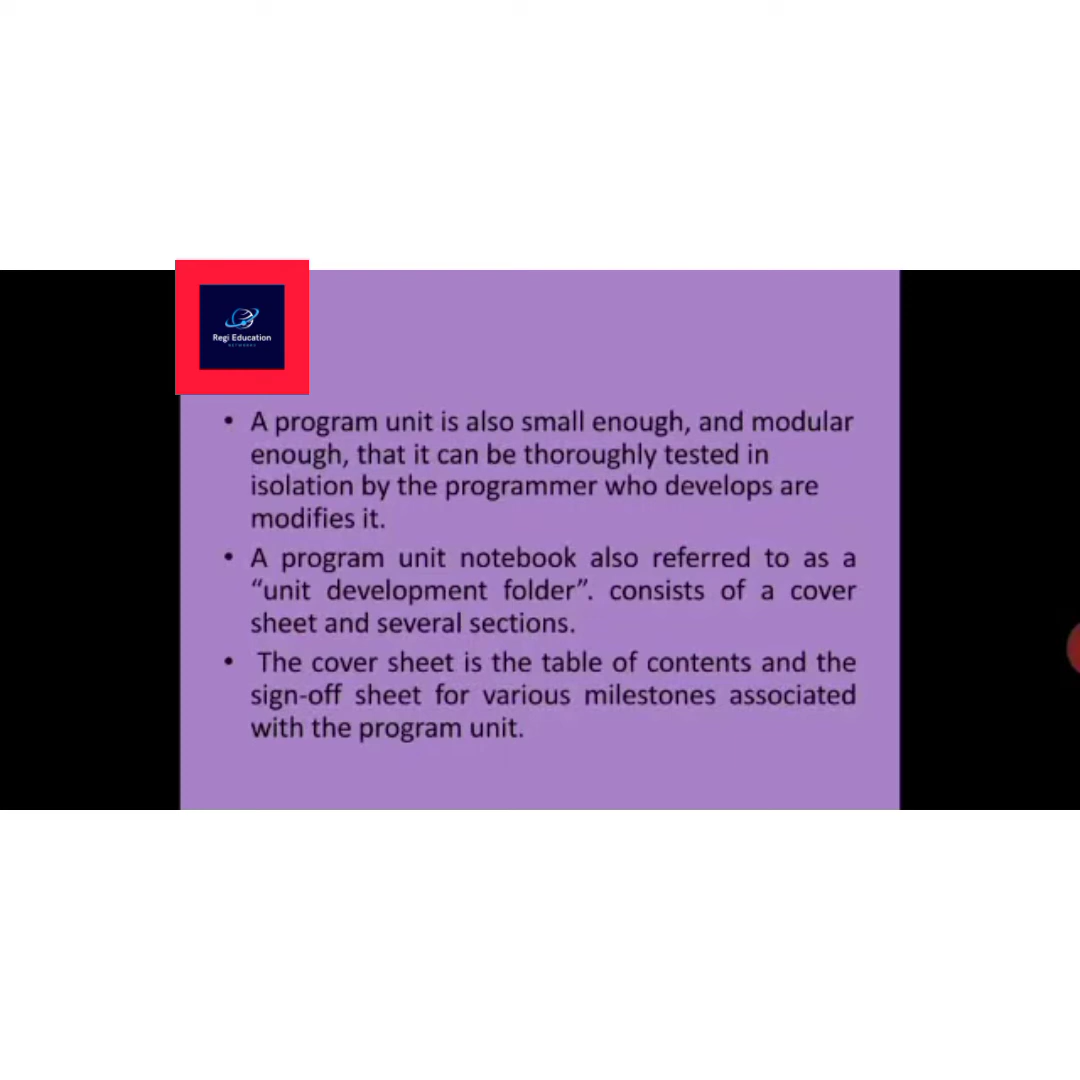 Regi Education
NETWORKS
• A program unit is also small enough, and modular
enough, that it can be thoroughly tested in
isolation by the programmer who develops are
modifies it.
• A program unit notebook also referred to as a
“unit development folder”. consists of a cover
sheet and several sections.
• The cover sheet is the table of contents and the
sign-off sheet for various milestones associated
with the program unit.